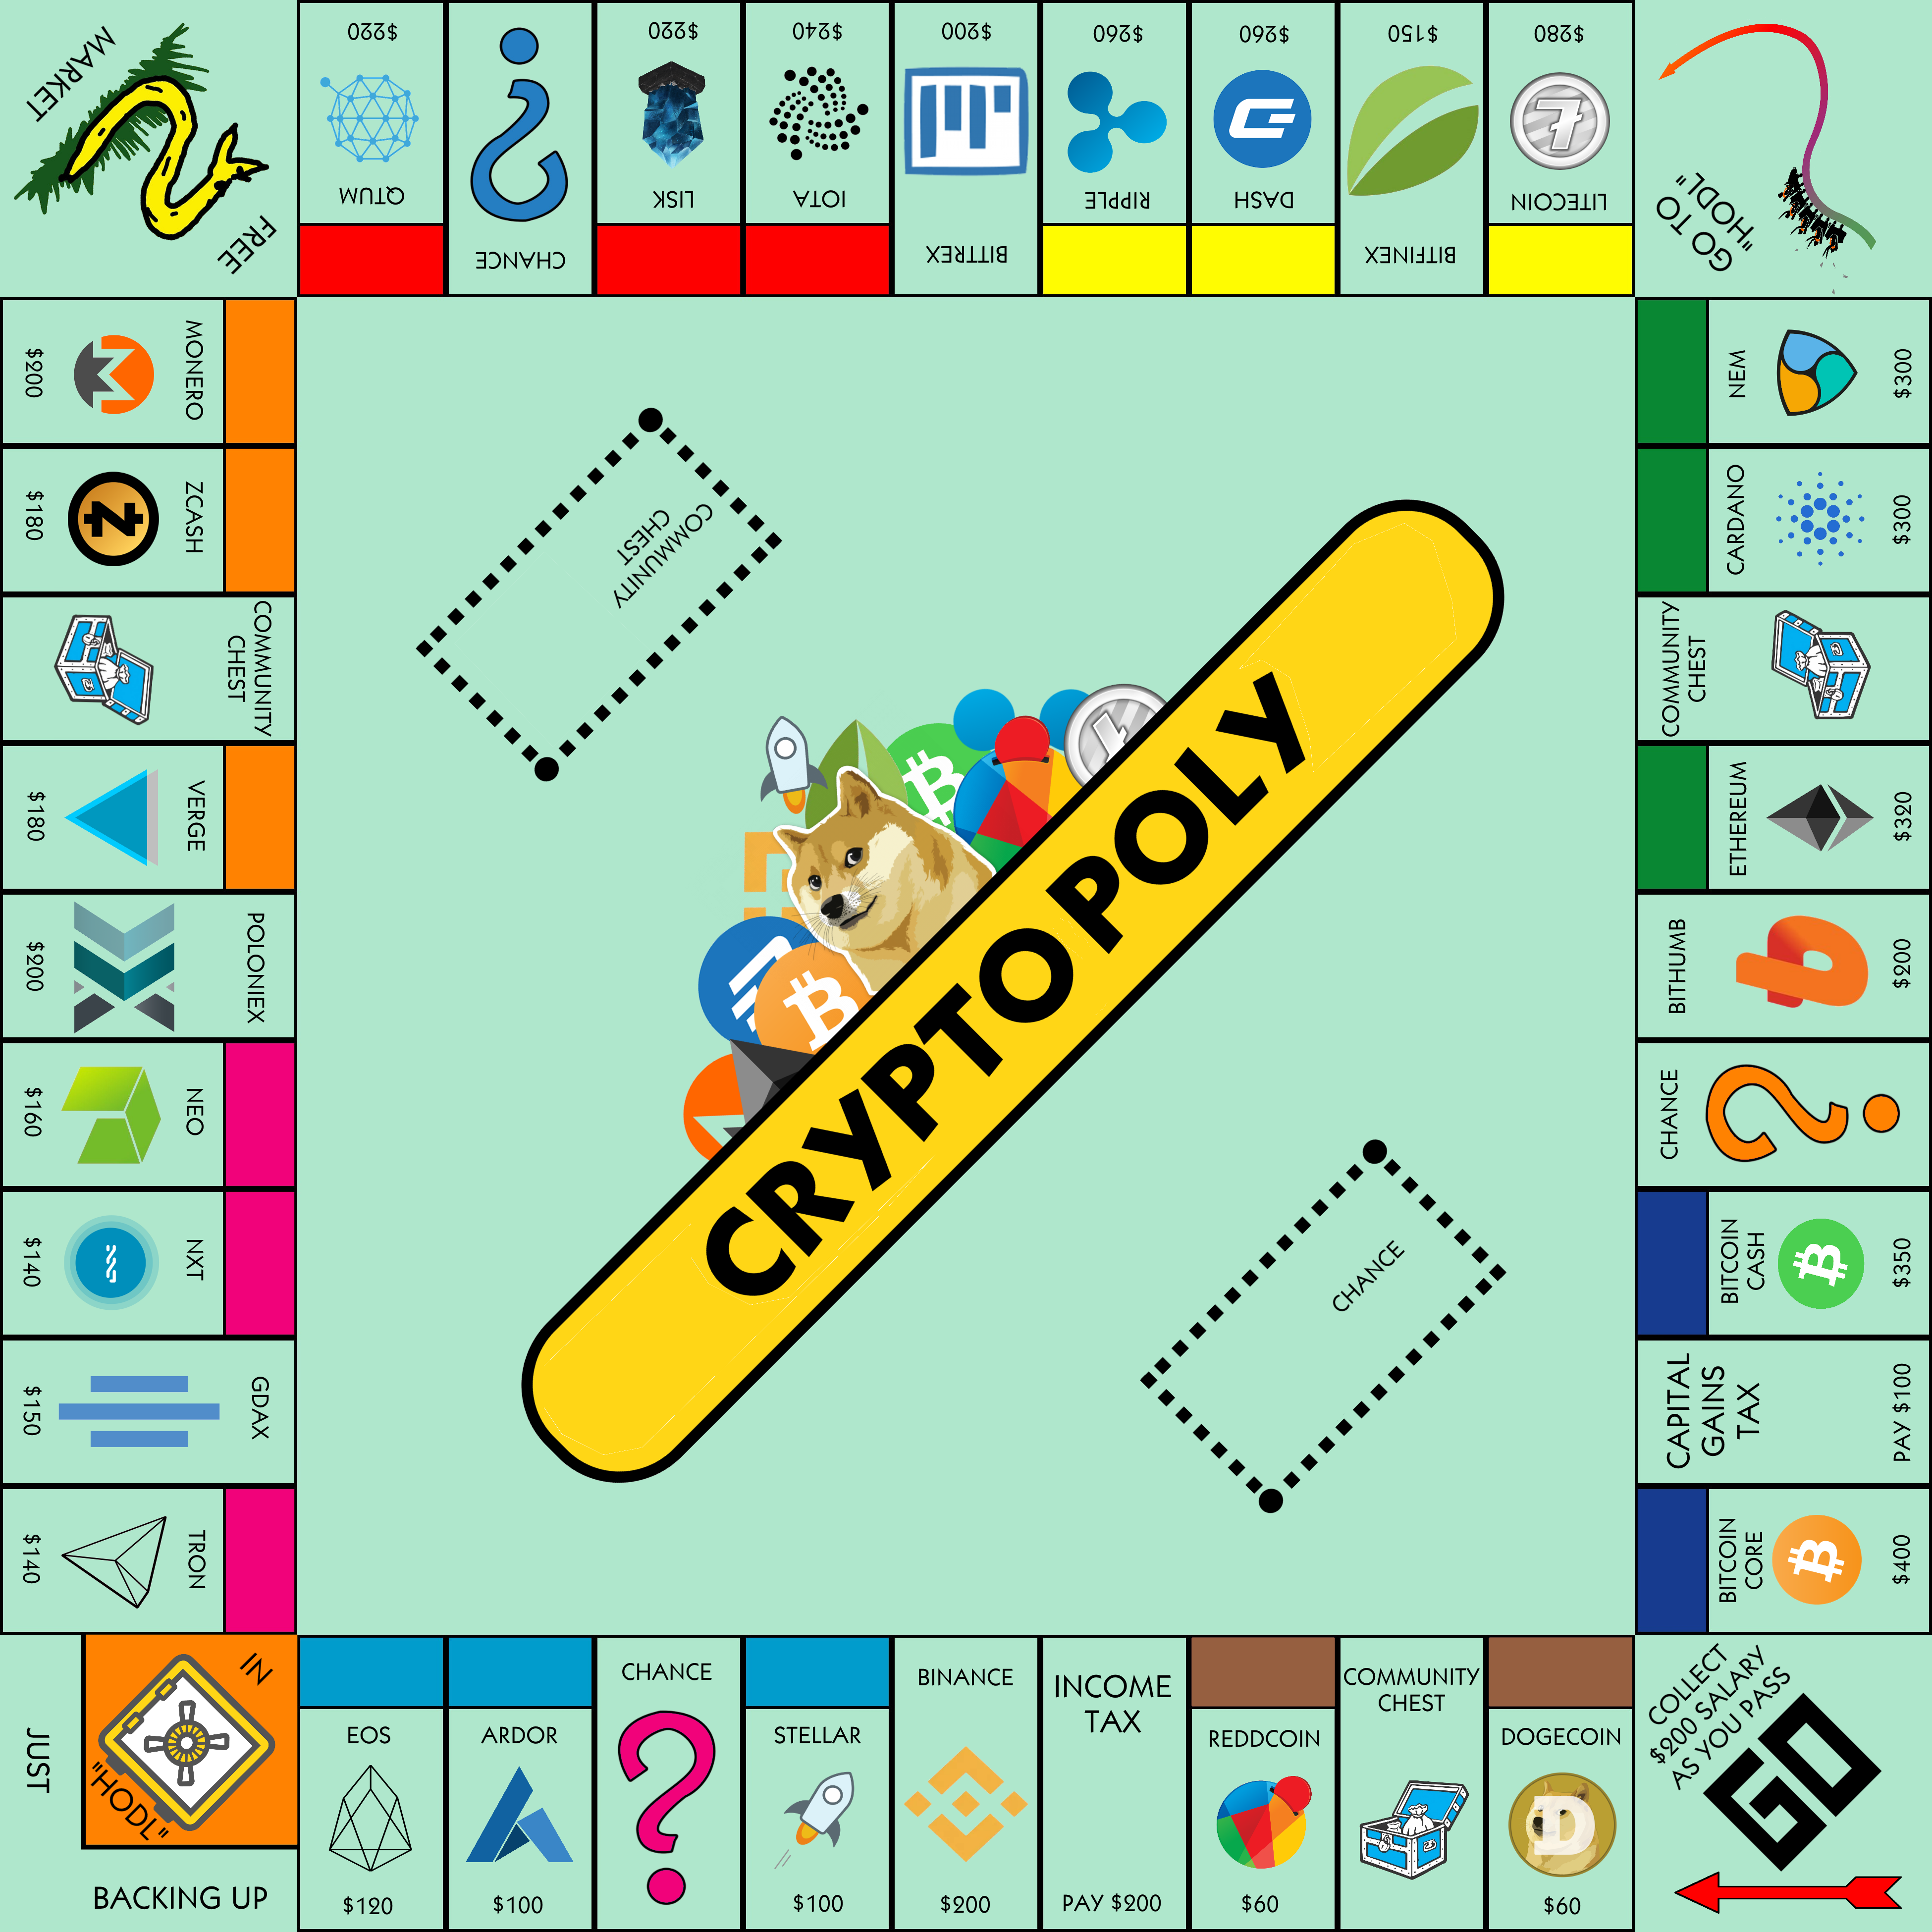 MARKET
FREE
$220
QTUM
CHANCE
$220
LISK
$240
IOTA
$200
BITTREX
$260
RIPPLE
$260
DASH
$150
BITFINEX
$280
LITECOIN
GO TO
"HODL"
NEM
$300
CARDANO
$300
COMMUNITY
CHEST
ETHEREUM
$320
BITHUMB
$200
CHANCE
BITCOIN
CASH
$350
CAPITAL
GAINS
TAX
PAY $100
BITCOIN
CORE
$400
COLLECT
$200 SALARY
AS YOU PASS
GO
DOGECOIN
D
$60
COMMUNITY
CHEST
REDDCOIN
$60
INCOME
TAX
PAY $200
BINANCE
$200
STELLAR
$100
CHANCE
ARDOR
$100
EOS
$120
IN
"HODL"
JUST
BACKING UP
TRON
$140
GDAX
$150
NXT
$140
NEO
$160
POLONIEX
$200
VERGE
$180
COMMUNITY
CHEST
ZCASH
$180
MONERO
$200
COMMUNITY
CHEST
CRYPTOPOLY
CHANCE